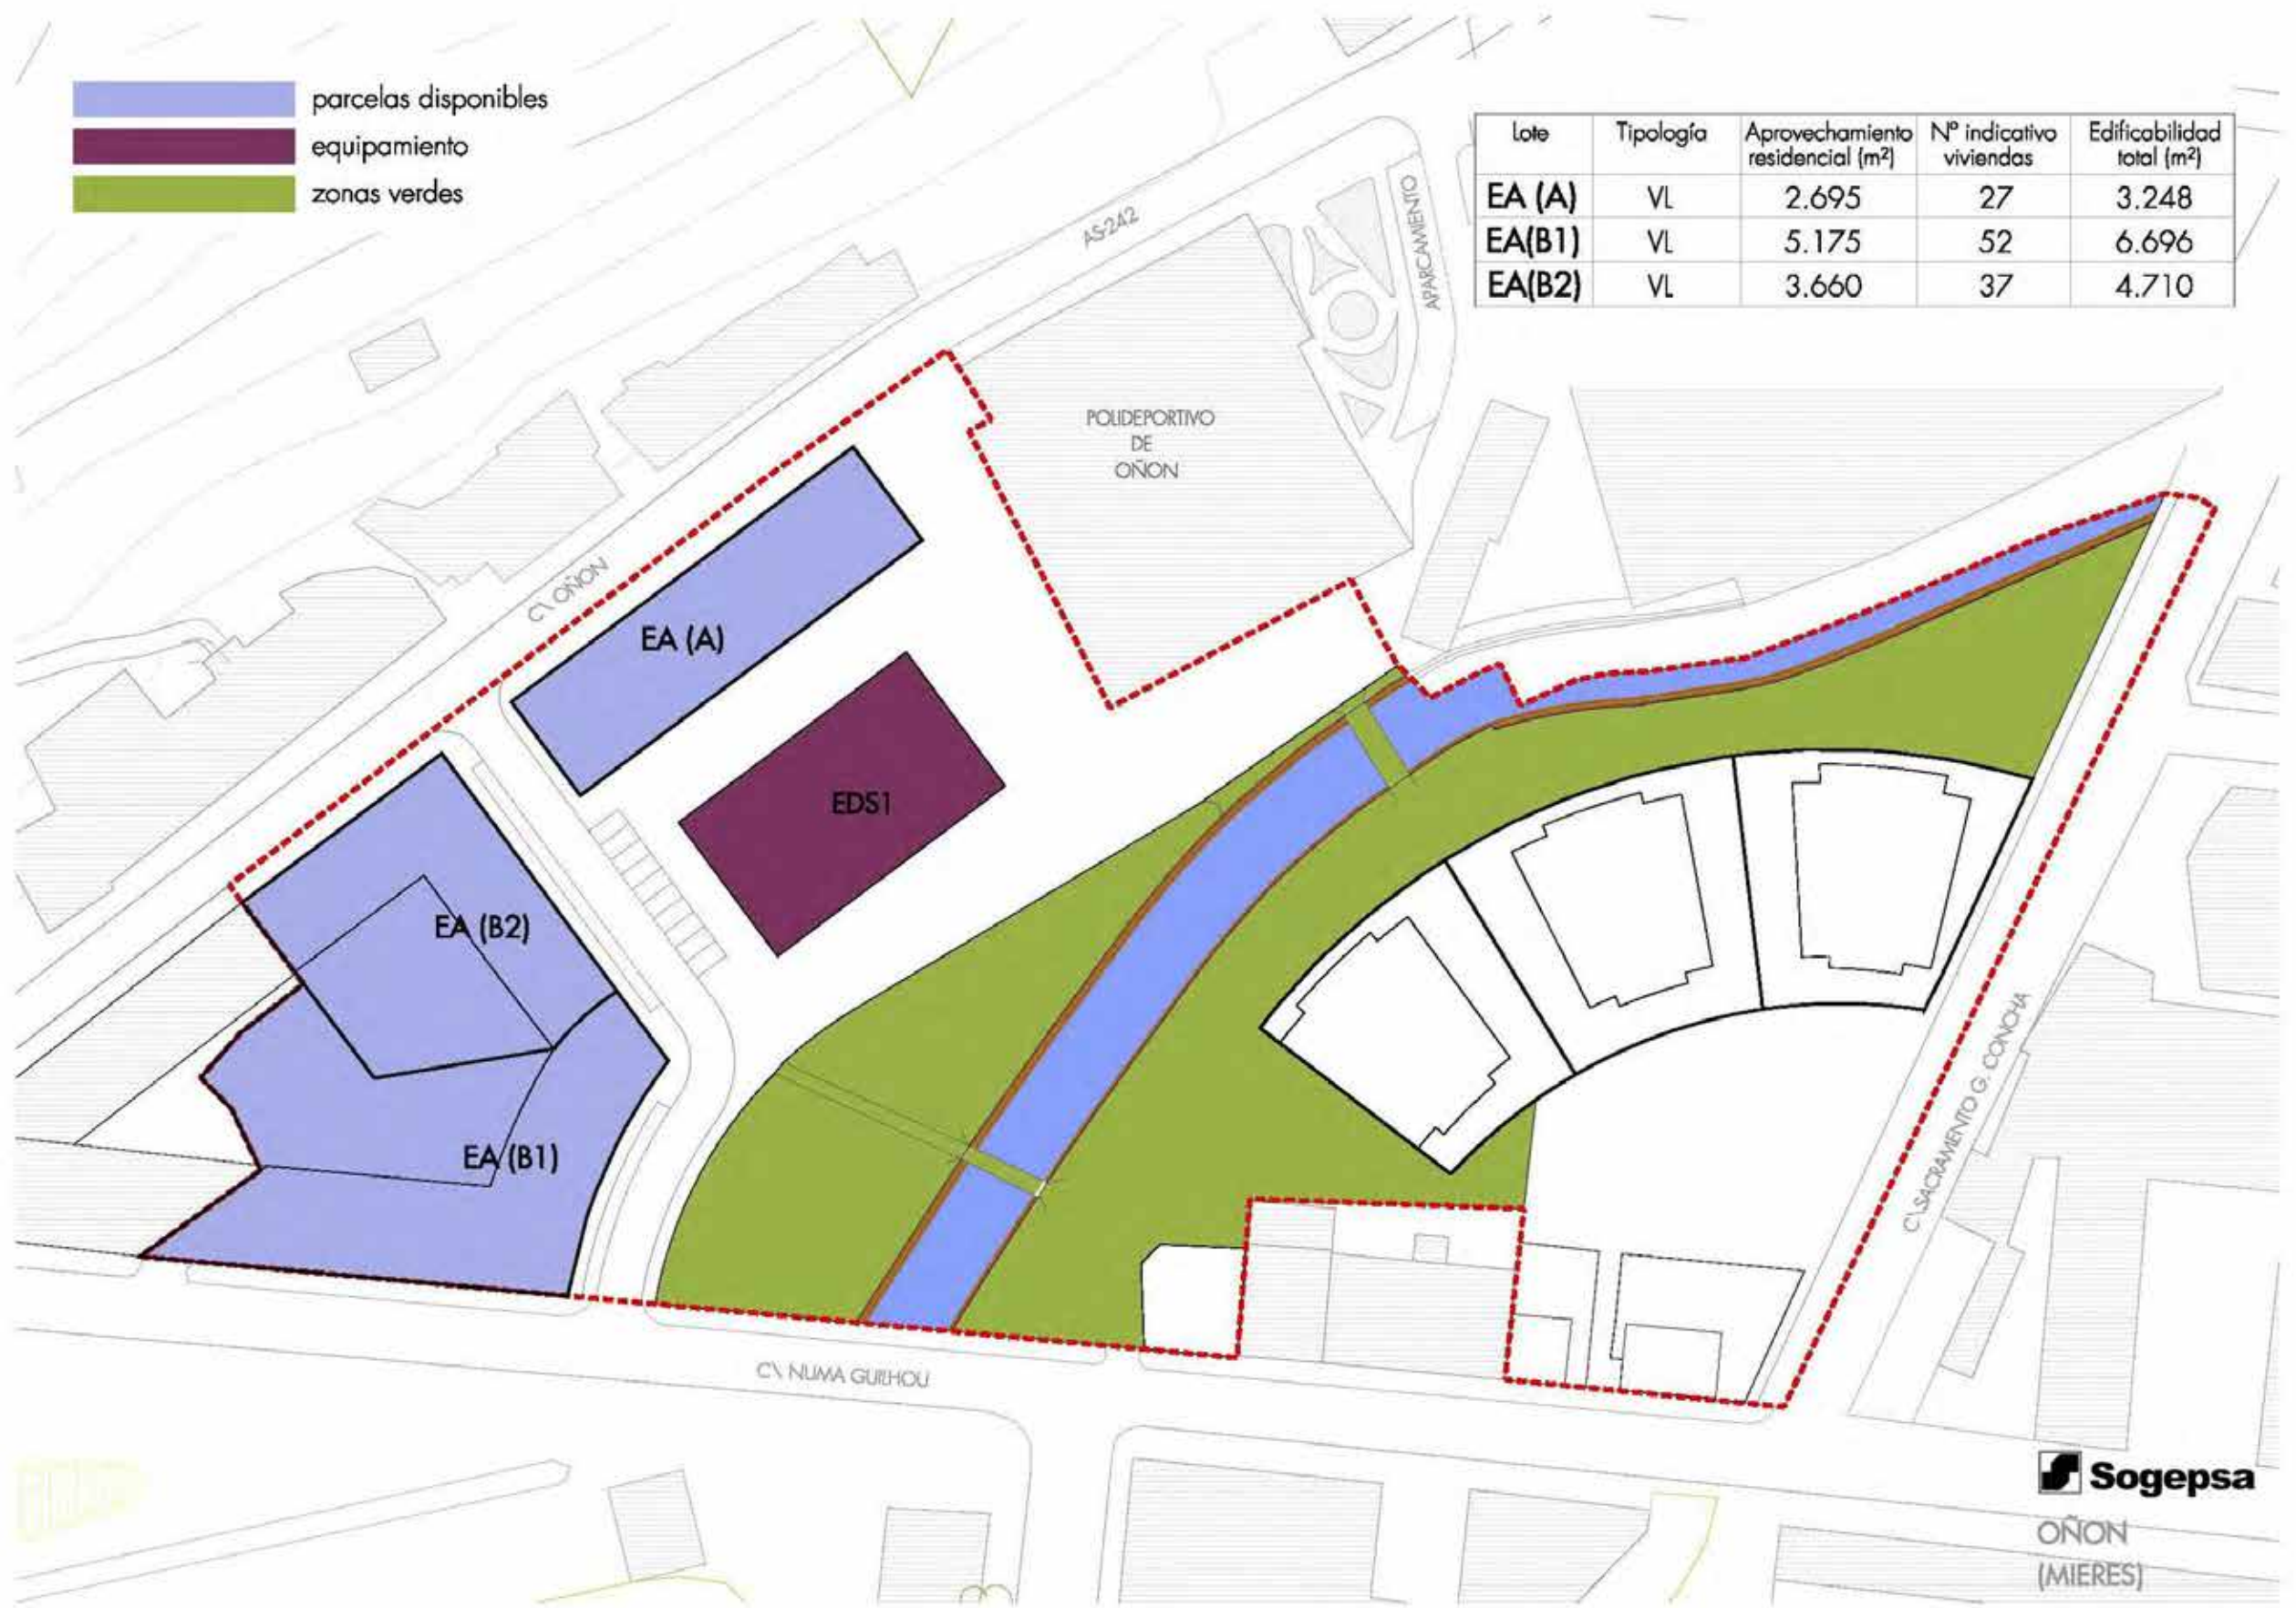 parcelas disponibles
equipamiento
zonas verdes
Lote Tipología Aprovechamiento residencial (m²) Nº indicativo viviendas Edificabilidad total (m²)
EA (A) VL 2.695 27 3.248
EA(B1) VL 5.175 52 6.696
EA(B2) VL 3.660 37 4.710
AS-242
APARCAMIENTO
POLIDEPORTIVO
DE
OÑON
C\ OÑON
EA (A)
EDS1
EA (B2)
EA (B1)
C\ SACRAMENTO G. CONCHA
C\ NUMA GUILHOU
Sogepsa
OÑON
(MIERES)